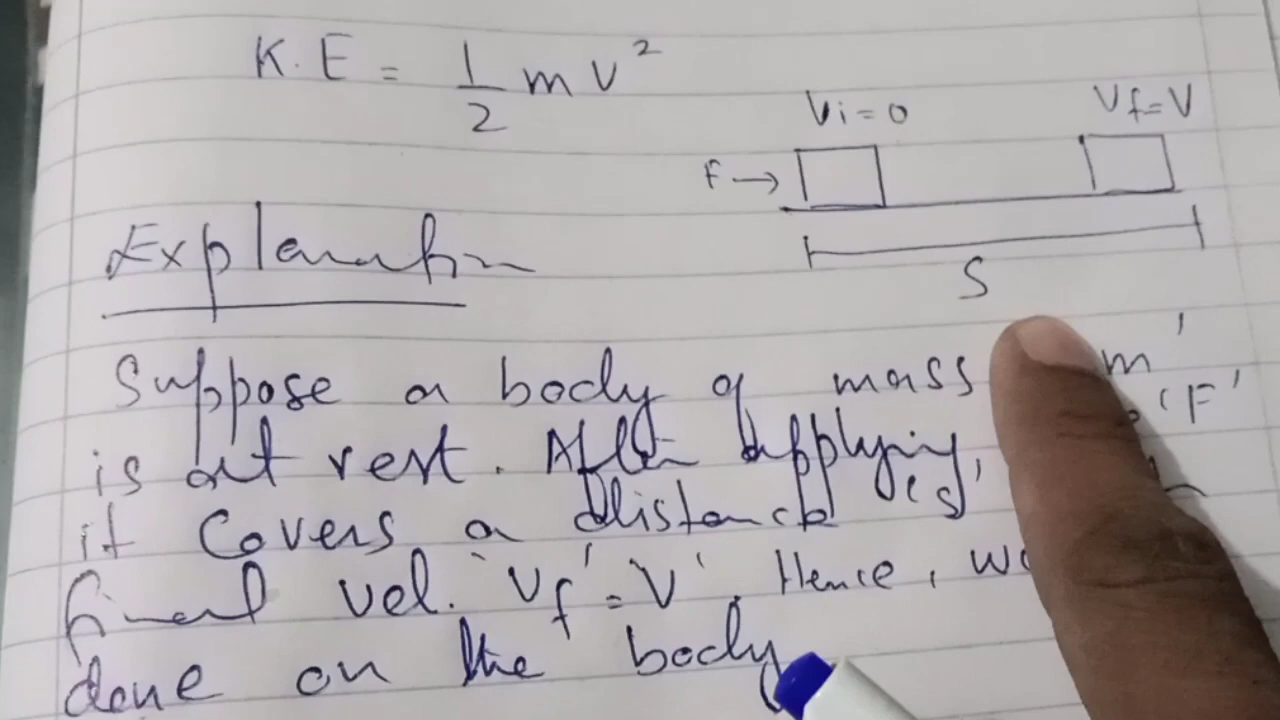 K.E = 1/2 mv²
Vi = 0
Vf = V
F →
S
Explanation
Suppose a body of mass m'
is at rest. After applying 'F'
it covers a distance 's'
final vel. 'Vf' = V'. Hence,
done on the body